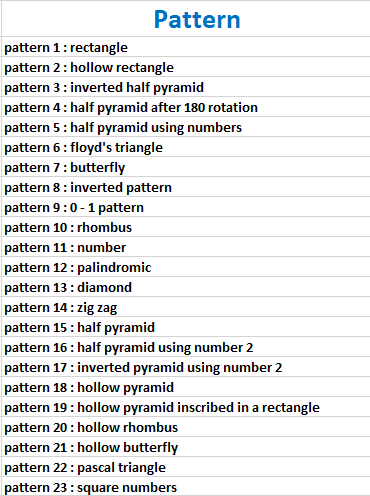 Pattern
pattern 1 : rectangle
pattern 2 : hollow rectangle
pattern 3 : inverted half pyramid
pattern 4 : half pyramid after 180 rotation
pattern 5 : half pyramid using numbers
pattern 6 : floyd's triangle
pattern 7 : butterfly
pattern 8 : inverted pattern
pattern 9 : 0 - 1 pattern
pattern 10 : rhombus
pattern 11 : number
pattern 12 : palindromic
pattern 13 : diamond
pattern 14 : zig zag
pattern 15 : half pyramid
pattern 16 : half pyramid using number 2
pattern 17 : inverted pyramid using number 2
pattern 18 : hollow pyramid
pattern 19 : hollow pyramid inscribed in a rectangle
pattern 20 : hollow rhombus
pattern 21 : hollow butterfly
pattern 22 : pascal triangle
pattern 23 : square numbers